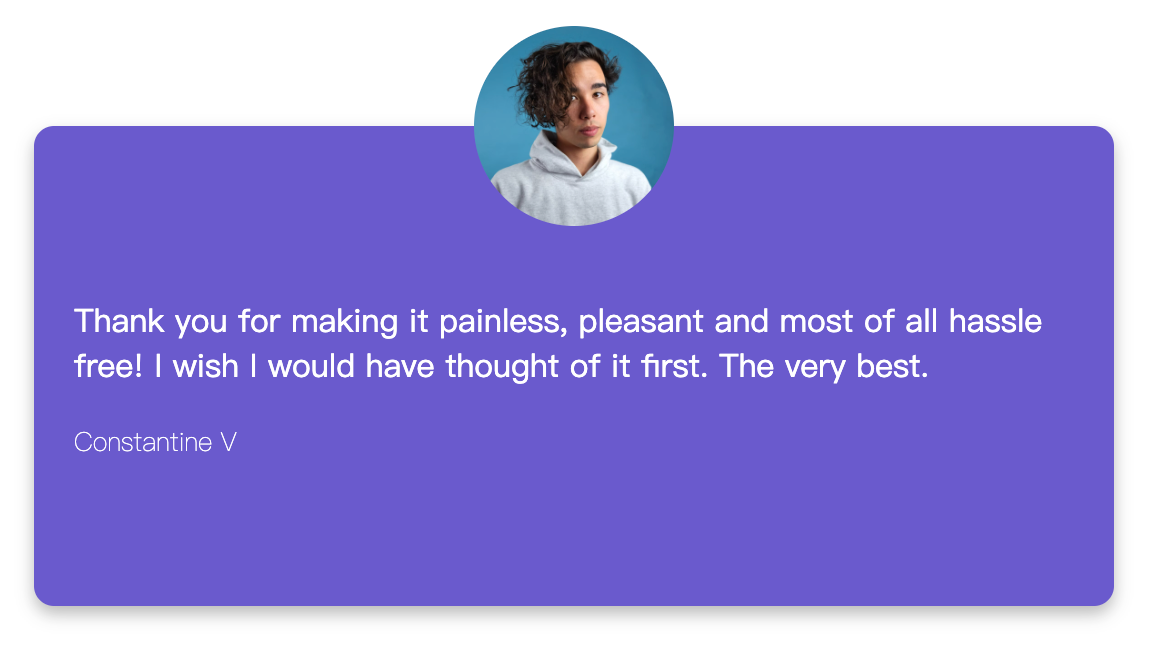 Thank you for making it painless, pleasant and most of all hassle
free! I wish I would have thought of it first. The very best.
Constantine V